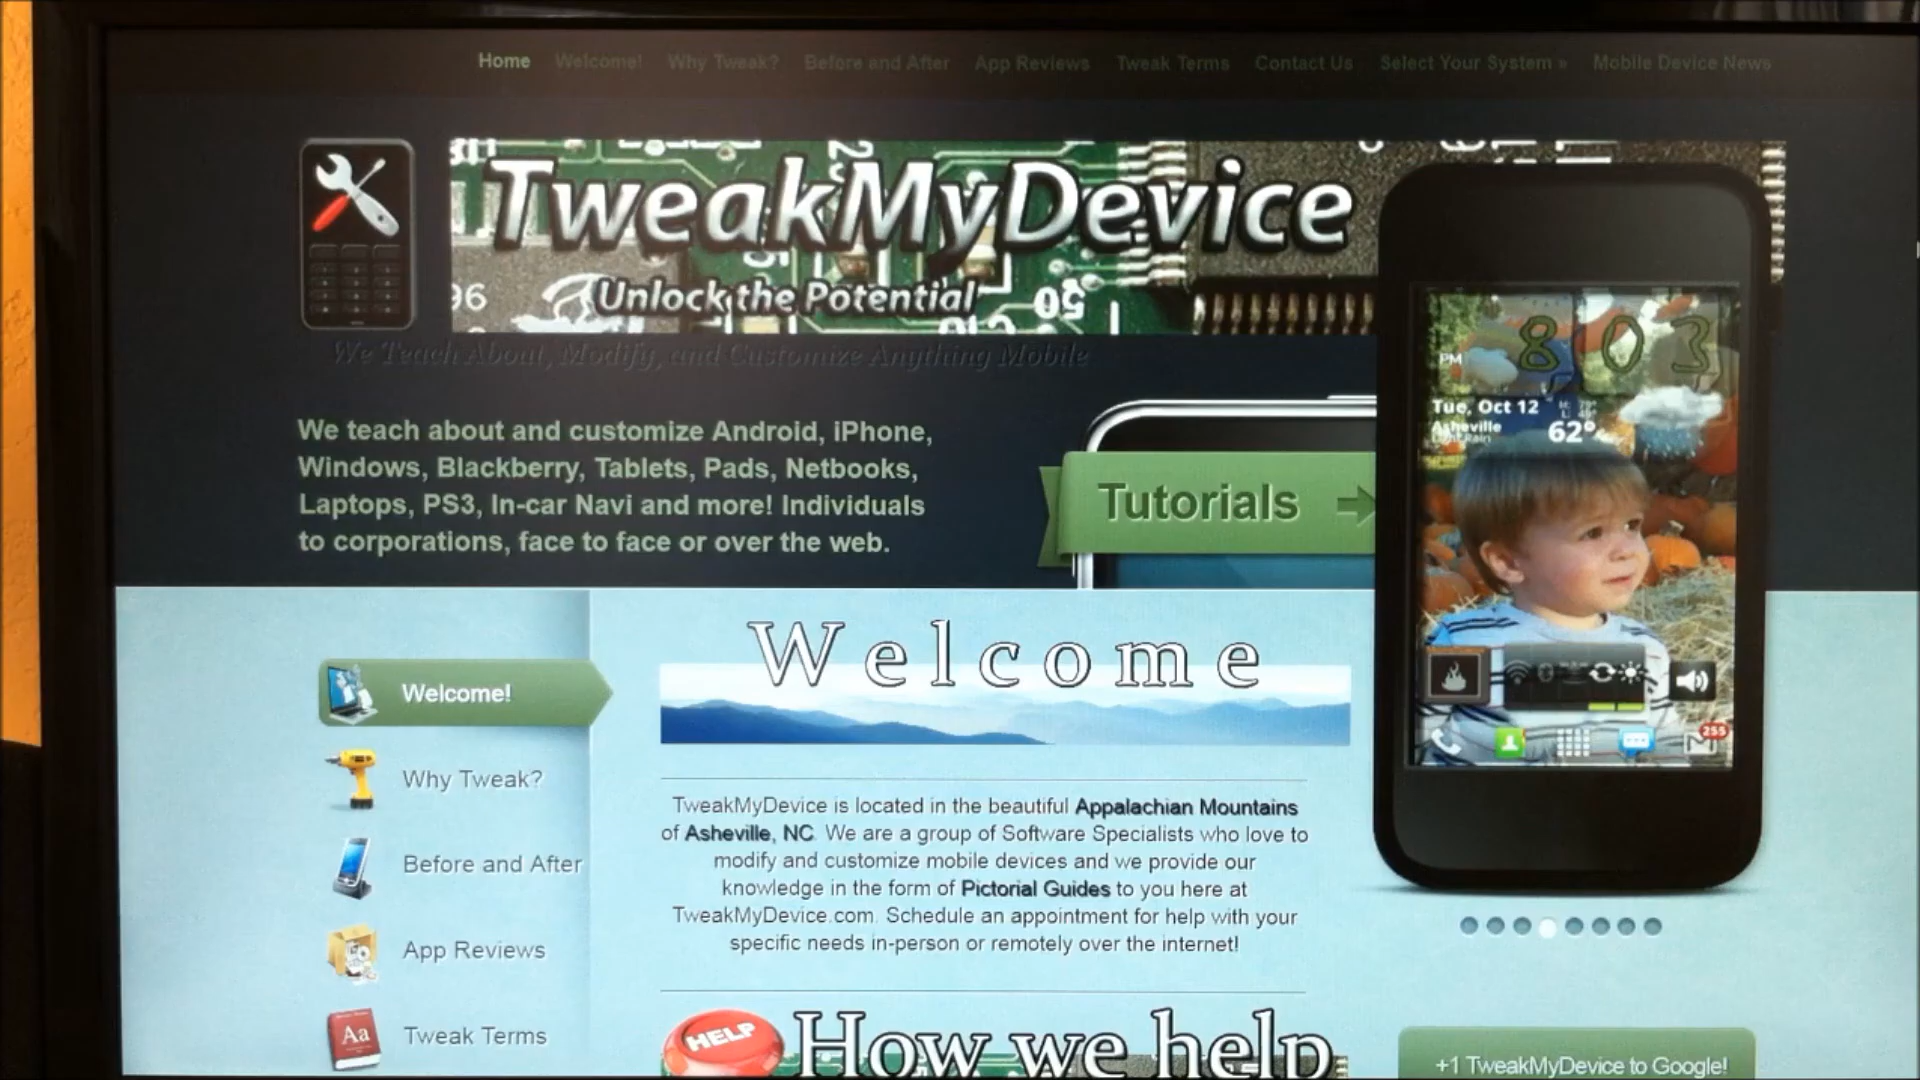 Home Welcome! Why Tweak? Before and After App Reviews Tweak Terms Contact Us Select Your System » Mobile Device News
TweakMyDevice
96
Unlock the Potential
50
We Teach About, Modify, and Customize Anything Mobile
8 03
PM
Tue, Oct 12
Asheville
62°
Light Rain
We teach about and customize Android, iPhone,
Windows, Blackberry, Tablets, Pads, Netbooks,
Laptops, PS3, In-car Navi and more! Individuals
to corporations, face to face or over the web.
Tutorials
Welcome
Welcome!
Why Tweak?
Before and After
App Reviews
Aa
Tweak Terms
255
TweakMyDevice is located in the beautiful Appalachian Mountains
of Asheville, NC. We are a group of Software Specialists who love to
modify and customize mobile devices and we provide our
knowledge in the form of Pictorial Guides to you here at
TweakMyDevice.com. Schedule an appointment for help with your
specific needs in-person or remotely over the internet!
HELP
How we help
+1 TweakMyDevice to Google!